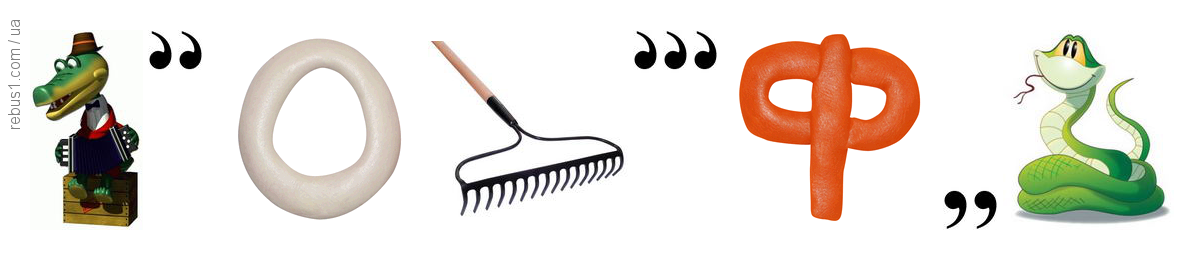 rebus1.com / ua
‚‚ О ‚‚‚ Ф ,,